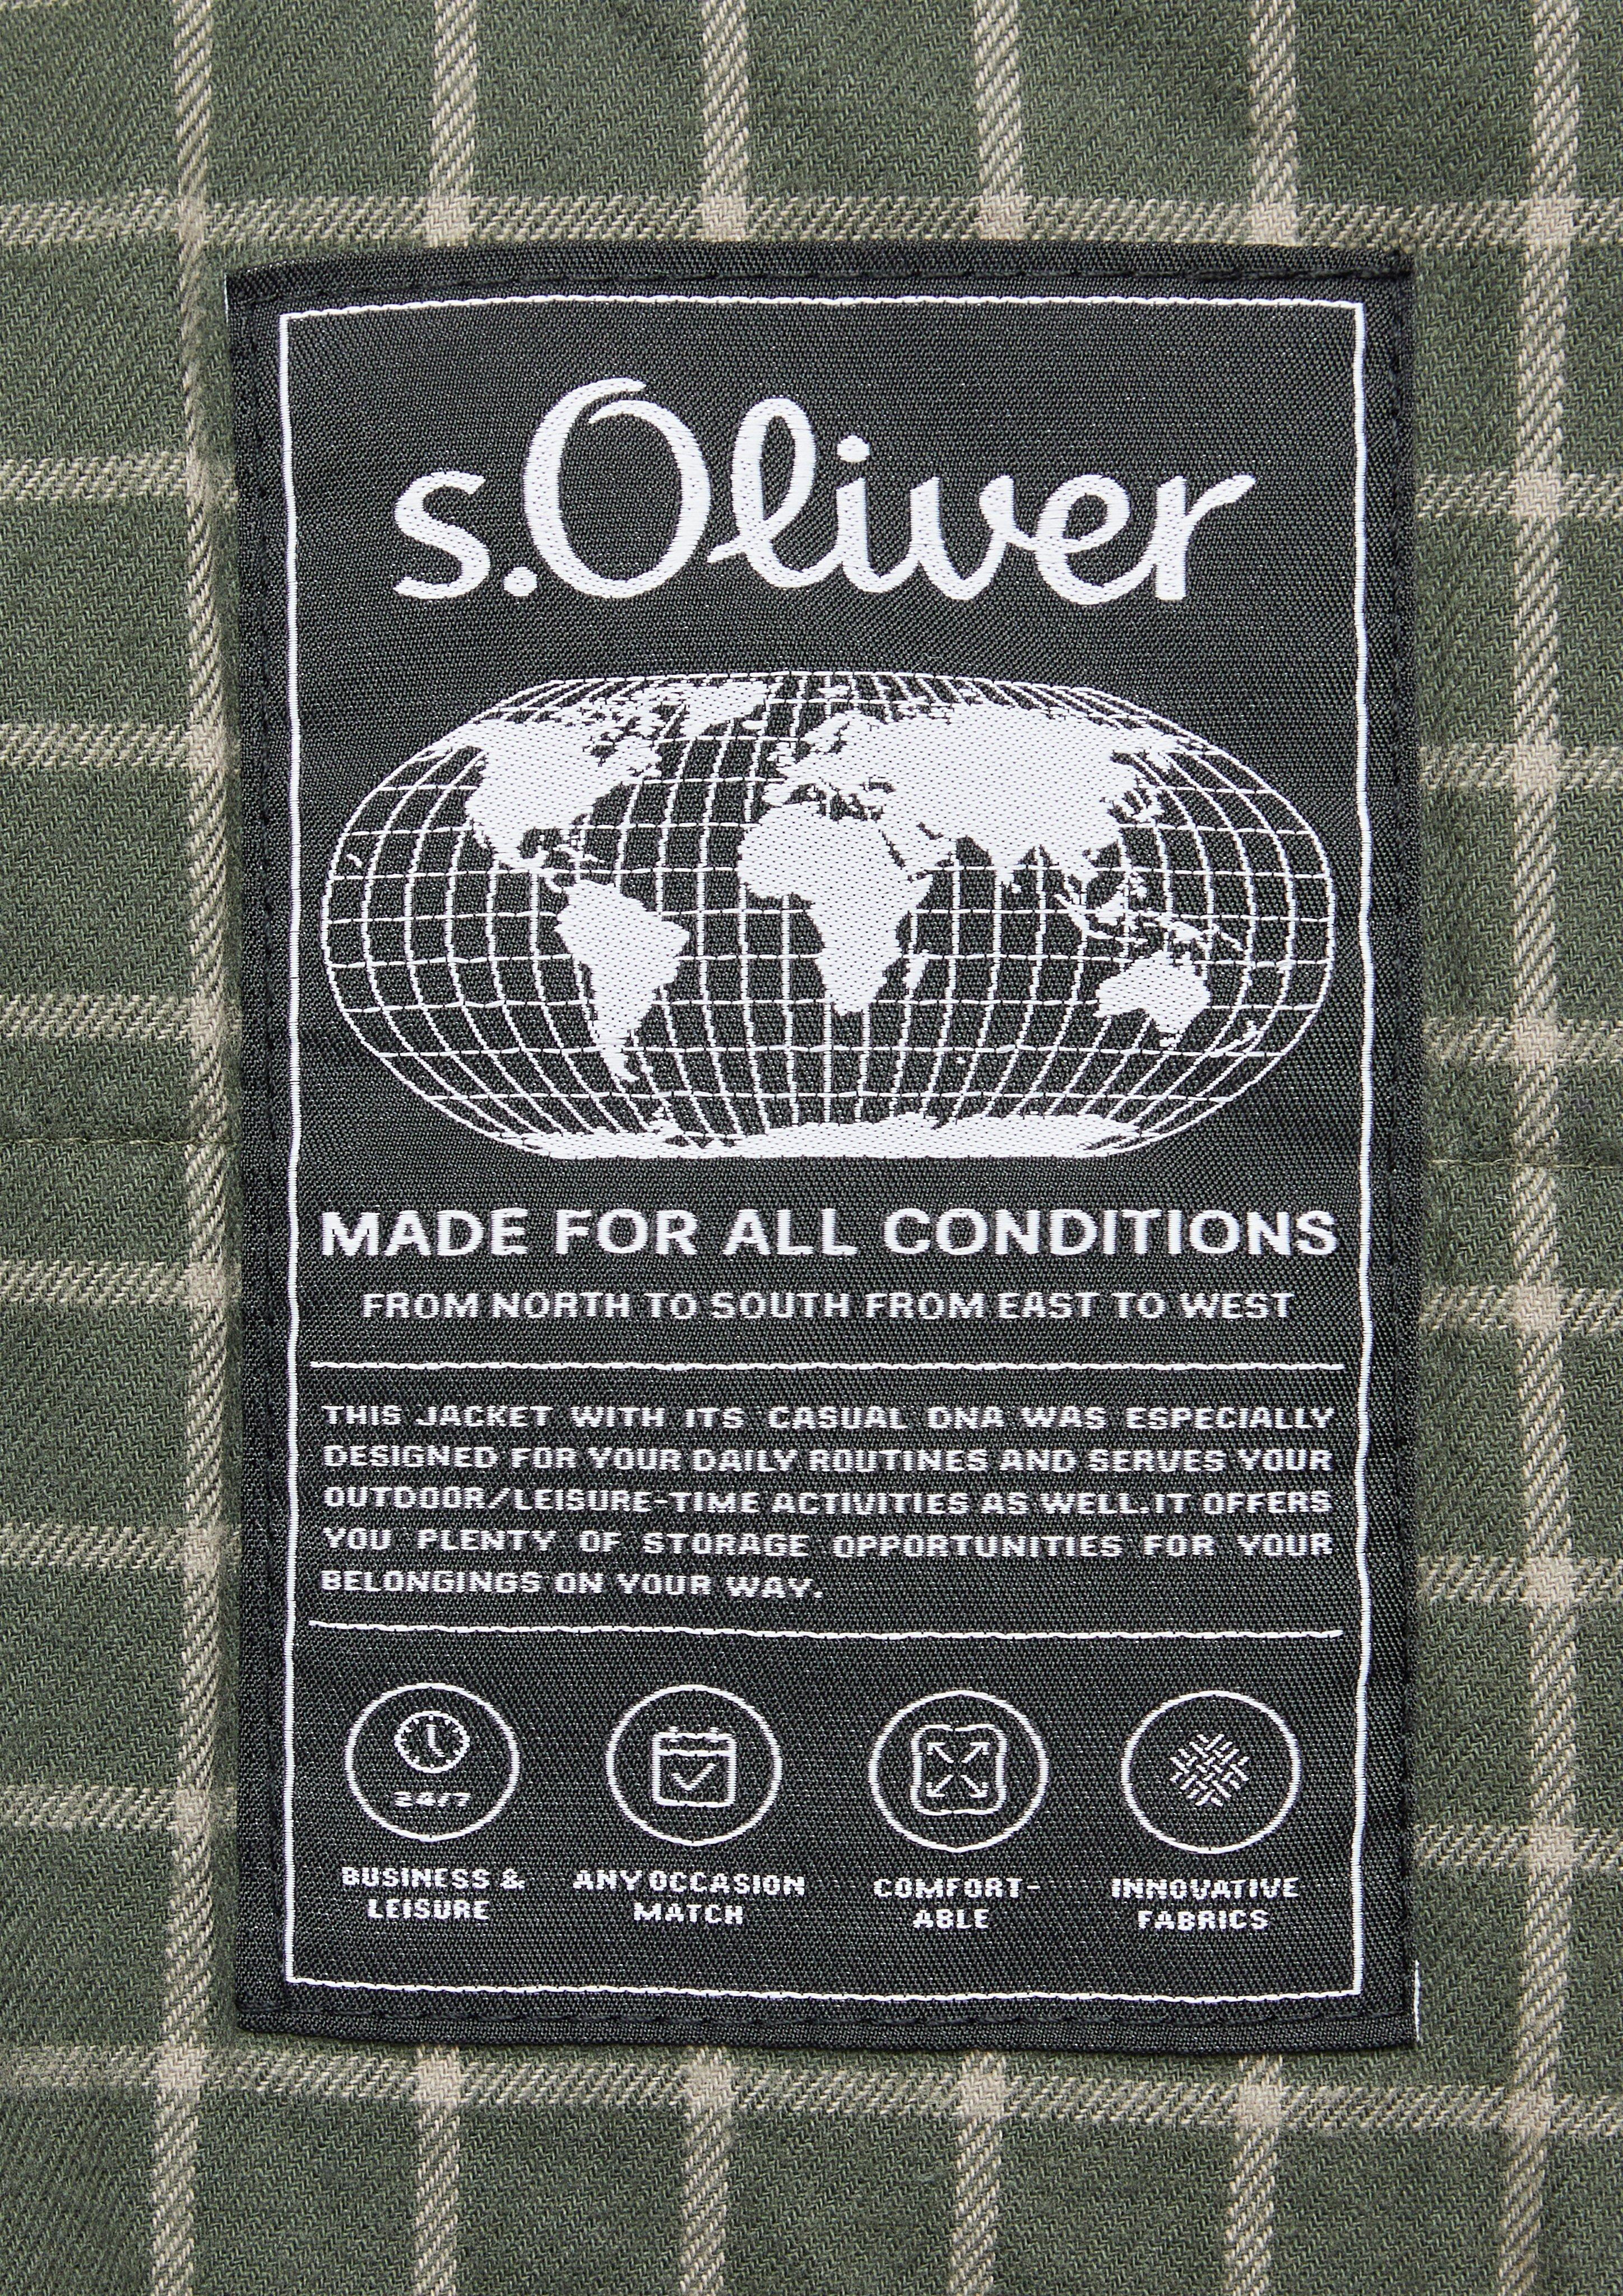 s.Oliver
MADE FOR ALL CONDITIONS
FROM NORTH TO SOUTH FROM EAST TO WEST
THIS JACKET WITH ITS CASUAL DNA WAS ESPECIALLY
DESIGNED FOR YOUR DAILY ROUTINES AND SERVES YOUR
OUTDOOR/LEISURE-TIME ACTIVITIES AS WELL. IT OFFERS
YOU PLENTY OF STORAGE OPPORTUNITIES FOR YOUR
BELONGINGS ON YOUR WAY.
24/7
BUSINESS &
LEISURE
ANY OCCASION
MATCH
COMFORT-
ABLE
INNOVATIVE
FABRICS